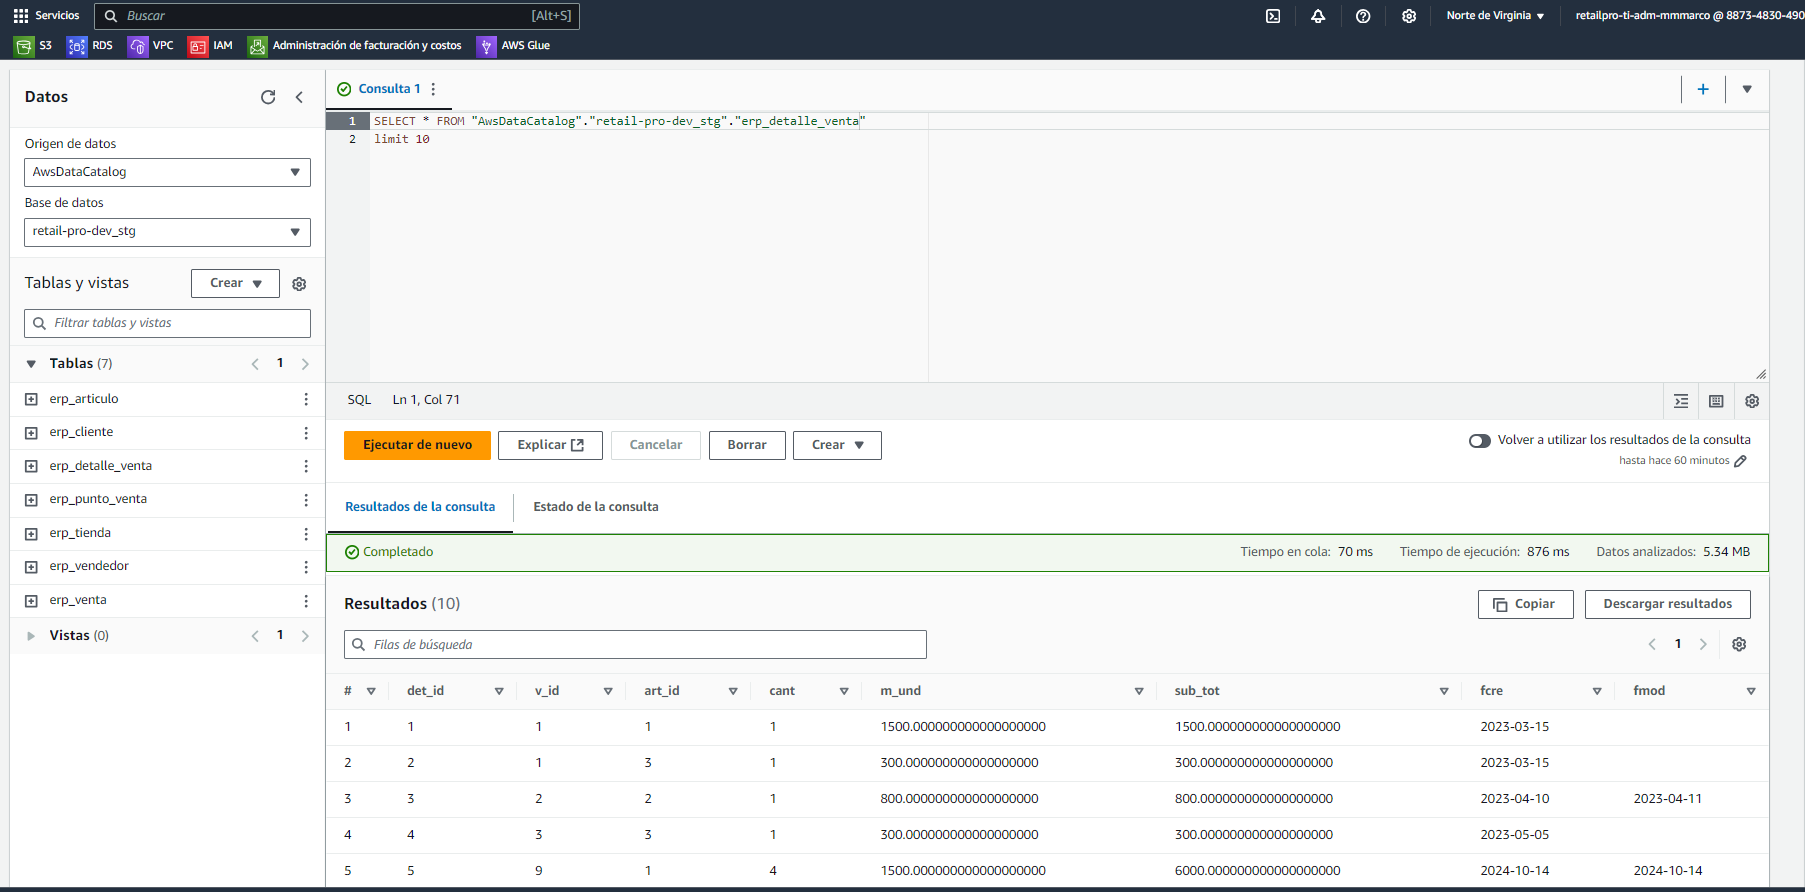 Servicios
Buscar [Alt+S]
Norte de Virginia
retailpro-ti-adm-mmmarco @ 8873-4830-490
S3
RDS
VPC
IAM
Administración de facturación y costos
AWS Glue
Datos
Origen de datos
AwsDataCatalog
Base de datos
retail-pro-dev_stg
Tablas y vistas
Crear
Filtrar tablas y vistas
Tablas (7)
1
erp_articulo
erp_cliente
erp_detalle_venta
erp_punto_venta
erp_tienda
erp_vendedor
erp_venta
Vistas (0)
1
Consulta 1
1 SELECT * FROM "AwsDataCatalog"."retail-pro-dev_stg"."erp_detalle_venta"
2 limit 10
SQL Ln 1, Col 71
Ejecutar de nuevo
Explicar
Cancelar
Borrar
Crear
Volver a utilizar los resultados de la consulta
hasta hace 60 minutos
Resultados de la consulta
Estado de la consulta
Completado
Tiempo en cola: 70 ms
Tiempo de ejecución: 876 ms
Datos analizados: 5.34 MB
Resultados (10)
Copiar
Descargar resultados
Filas de búsqueda
1
# det_id v_id art_id cant m_und sub_tot fcre fmod
1 1 1 1 1 1500.000000000000000000 1500.000000000000000000 2023-03-15
2 2 1 3 1 300.000000000000000000 300.000000000000000000 2023-03-15
3 3 2 2 1 800.000000000000000000 800.000000000000000000 2023-04-10 2023-04-11
4 4 3 3 1 300.000000000000000000 300.000000000000000000 2023-05-05
5 5 9 1 4 1500.000000000000000000 6000.000000000000000000 2024-10-14 2024-10-14